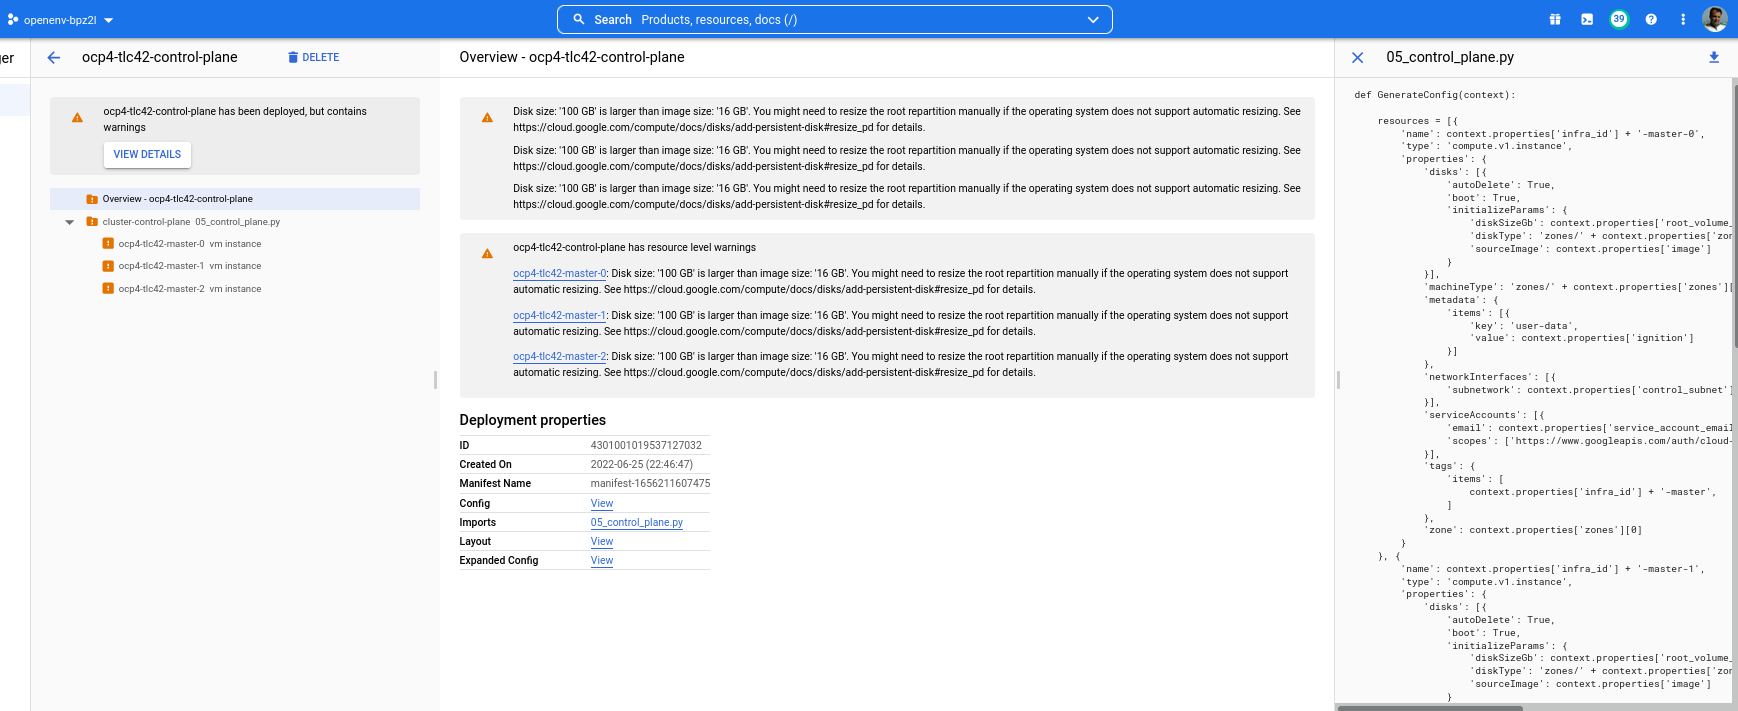 openenv-bpz2l
Search Products, resources, docs (/)
39
ger
ocp4-tlc42-control-plane
DELETE
ocp4-tlc42-control-plane has been deployed, but contains
warnings
VIEW DETAILS
Overview - ocp4-tlc42-control-plane
cluster-control-plane 05_control_plane.py
ocp4-tlc42-master-0 vm instance
ocp4-tlc42-master-1 vm instance
ocp4-tlc42-master-2 vm instance
Overview - ocp4-tlc42-control-plane
Disk size: '100 GB' is larger than image size: '16 GB'. You might need to resize the root repartition manually if the operating system does not support automatic resizing. See
https://cloud.google.com/compute/docs/disks/add-persistent-disk#resize_pd for details.
Disk size: '100 GB' is larger than image size: '16 GB'. You might need to resize the root repartition manually if the operating system does not support automatic resizing. See
https://cloud.google.com/compute/docs/disks/add-persistent-disk#resize_pd for details.
Disk size: '100 GB' is larger than image size: '16 GB'. You might need to resize the root repartition manually if the operating system does not support automatic resizing. See
https://cloud.google.com/compute/docs/disks/add-persistent-disk#resize_pd for details.
ocp4-tlc42-control-plane has resource level warnings
ocp4-tlc42-master-0: Disk size: '100 GB' is larger than image size: '16 GB'. You might need to resize the root repartition manually if the operating system does not support
automatic resizing. See https://cloud.google.com/compute/docs/disks/add-persistent-disk#resize_pd for details.
ocp4-tlc42-master-1: Disk size: '100 GB' is larger than image size: '16 GB'. You might need to resize the root repartition manually if the operating system does not support
automatic resizing. See https://cloud.google.com/compute/docs/disks/add-persistent-disk#resize_pd for details.
ocp4-tlc42-master-2: Disk size: '100 GB' is larger than image size: '16 GB'. You might need to resize the root repartition manually if the operating system does not support
automatic resizing. See https://cloud.google.com/compute/docs/disks/add-persistent-disk#resize_pd for details.
Deployment properties
ID 4301001019537127032
Created On 2022-06-25 (22:46:47)
Manifest Name manifest-1656211607475
Config View
Imports 05_control_plane.py
Layout View
Expanded Config View
05_control_plane.py
def GenerateConfig(context):
resources = [{
'name': context.properties['infra_id'] + '-master-0',
'type': 'compute.v1.instance',
'properties': {
'disks': [{
'autoDelete': True,
'boot': True,
'initializeParams': {
'diskSizeGb': context.properties['root_volume_
'diskType': 'zones/' + context.properties['zon
'sourceImage': context.properties['image']
}
}],
'machineType': 'zones/' + context.properties['zones'][
'metadata': {
'items': [{
'key': 'user-data',
'value': context.properties['ignition']
}]
},
'networkInterfaces': [{
'subnetwork': context.properties['control_subnet']
}],
'serviceAccounts': [{
'email': context.properties['service_account_email
'scopes': ['https://www.googleapis.com/auth/cloud-
}],
'tags': {
'items': [
context.properties['infra_id'] + '-master',
]
},
'zone': context.properties['zones'][0]
}
}, {
'name': context.properties['infra_id'] + '-master-1',
'type': 'compute.v1.instance',
'properties': {
'disks': [{
'autoDelete': True,
'boot': True,
'initializeParams': {
'diskSizeGb': context.properties['root_volume_
'diskType': 'zones/' + context.properties['zon
'sourceImage': context.properties['image']
}